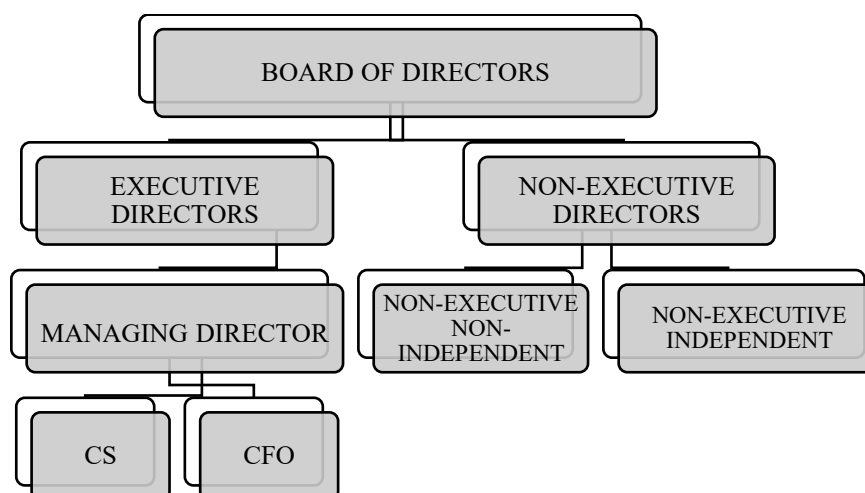 BOARD OF DIRECTORS
EXECUTIVE
DIRECTORS
NON-EXECUTIVE
DIRECTORS
MANAGING DIRECTOR
NON-EXECUTIVE
NON-
INDEPENDENT
NON-EXECUTIVE
INDEPENDENT
CS
CFO